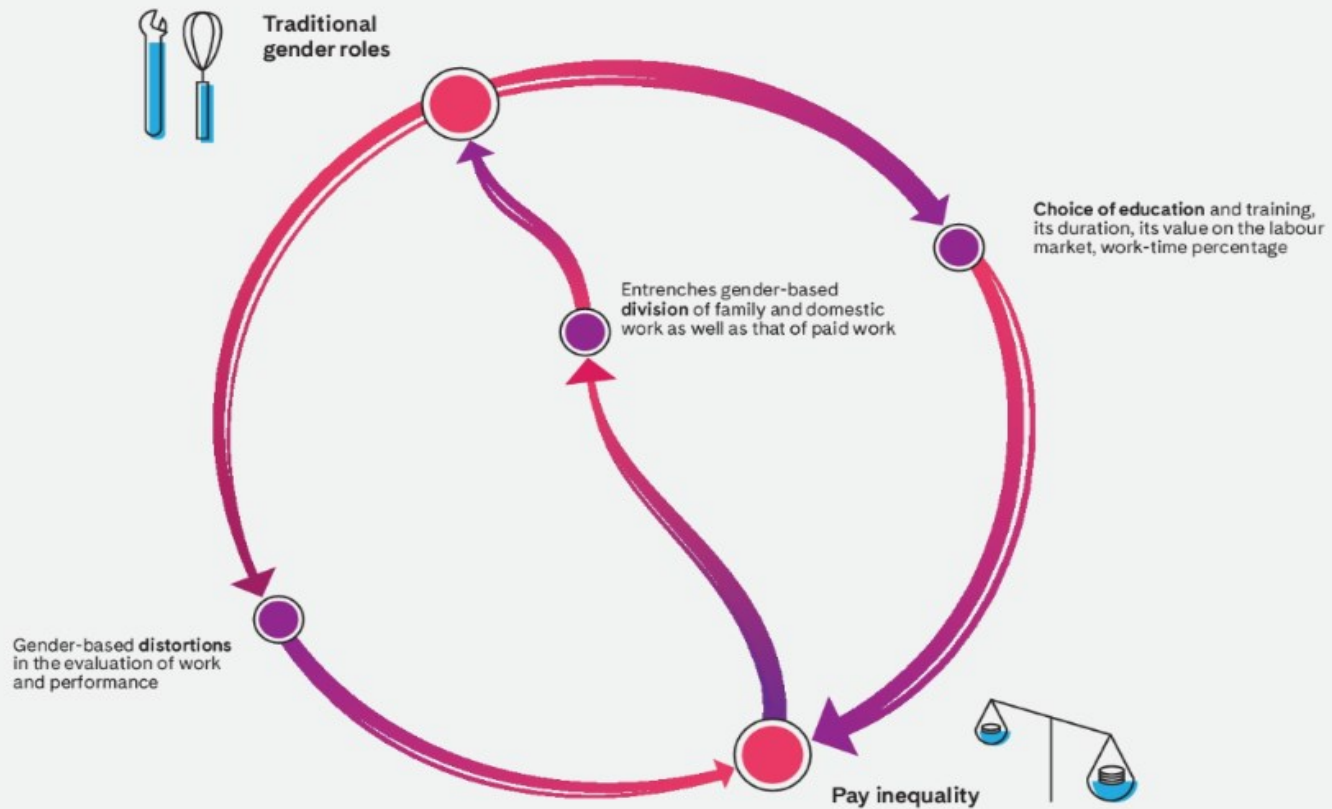 Traditional
gender roles
Choice of education and training,
its duration, its value on the labour
market, work-time percentage
Entrenches gender-based
division of family and domestic
work as well as that of paid work
Gender-based distortions
in the evaluation of work
and performance
Pay inequality